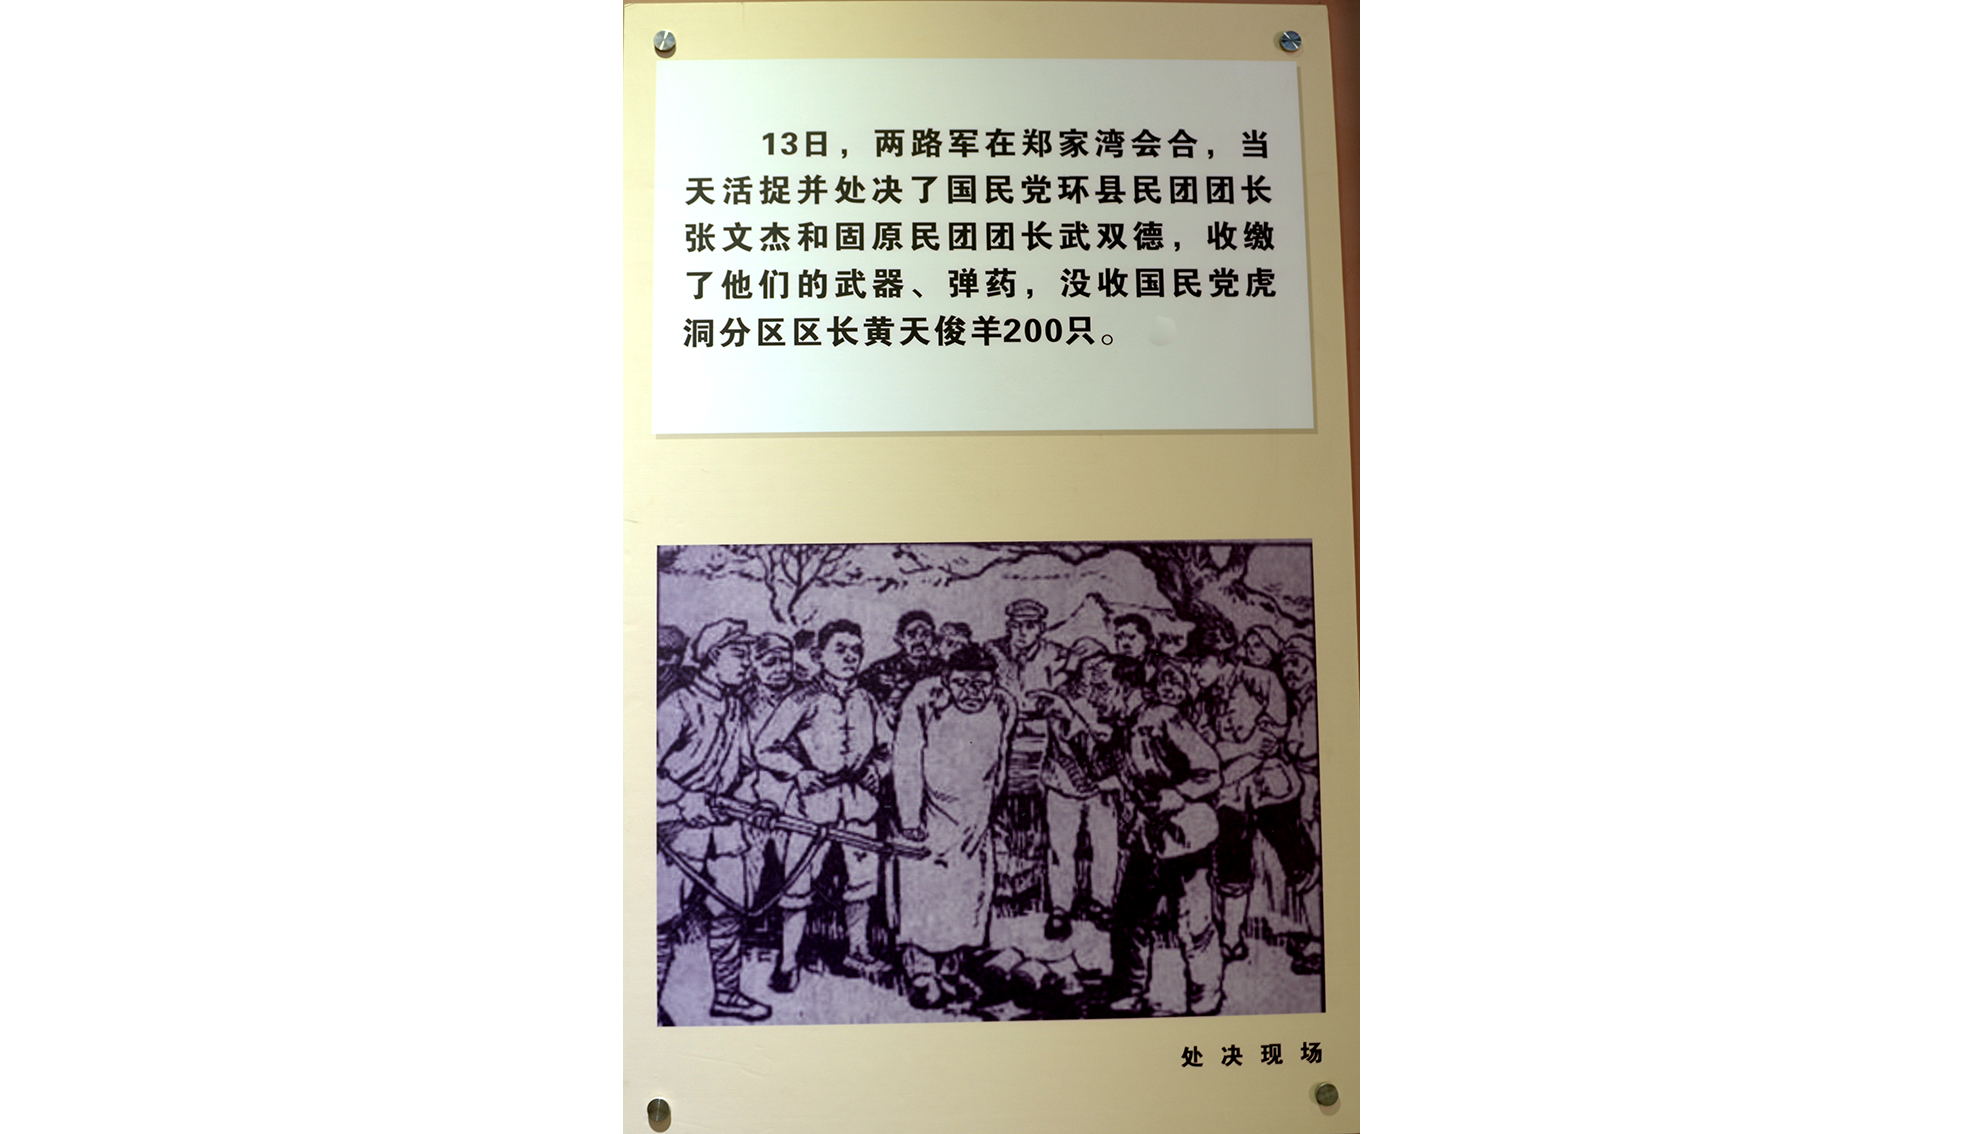 13日，两路军在郑家湾会合，当
天活捉并处决了国民党环县民团团长
张文杰和固原民团团长武双德，收缴
了他们的武器、弹药，没收国民党虎
洞分区区长黄天俊羊200只。
处决现场